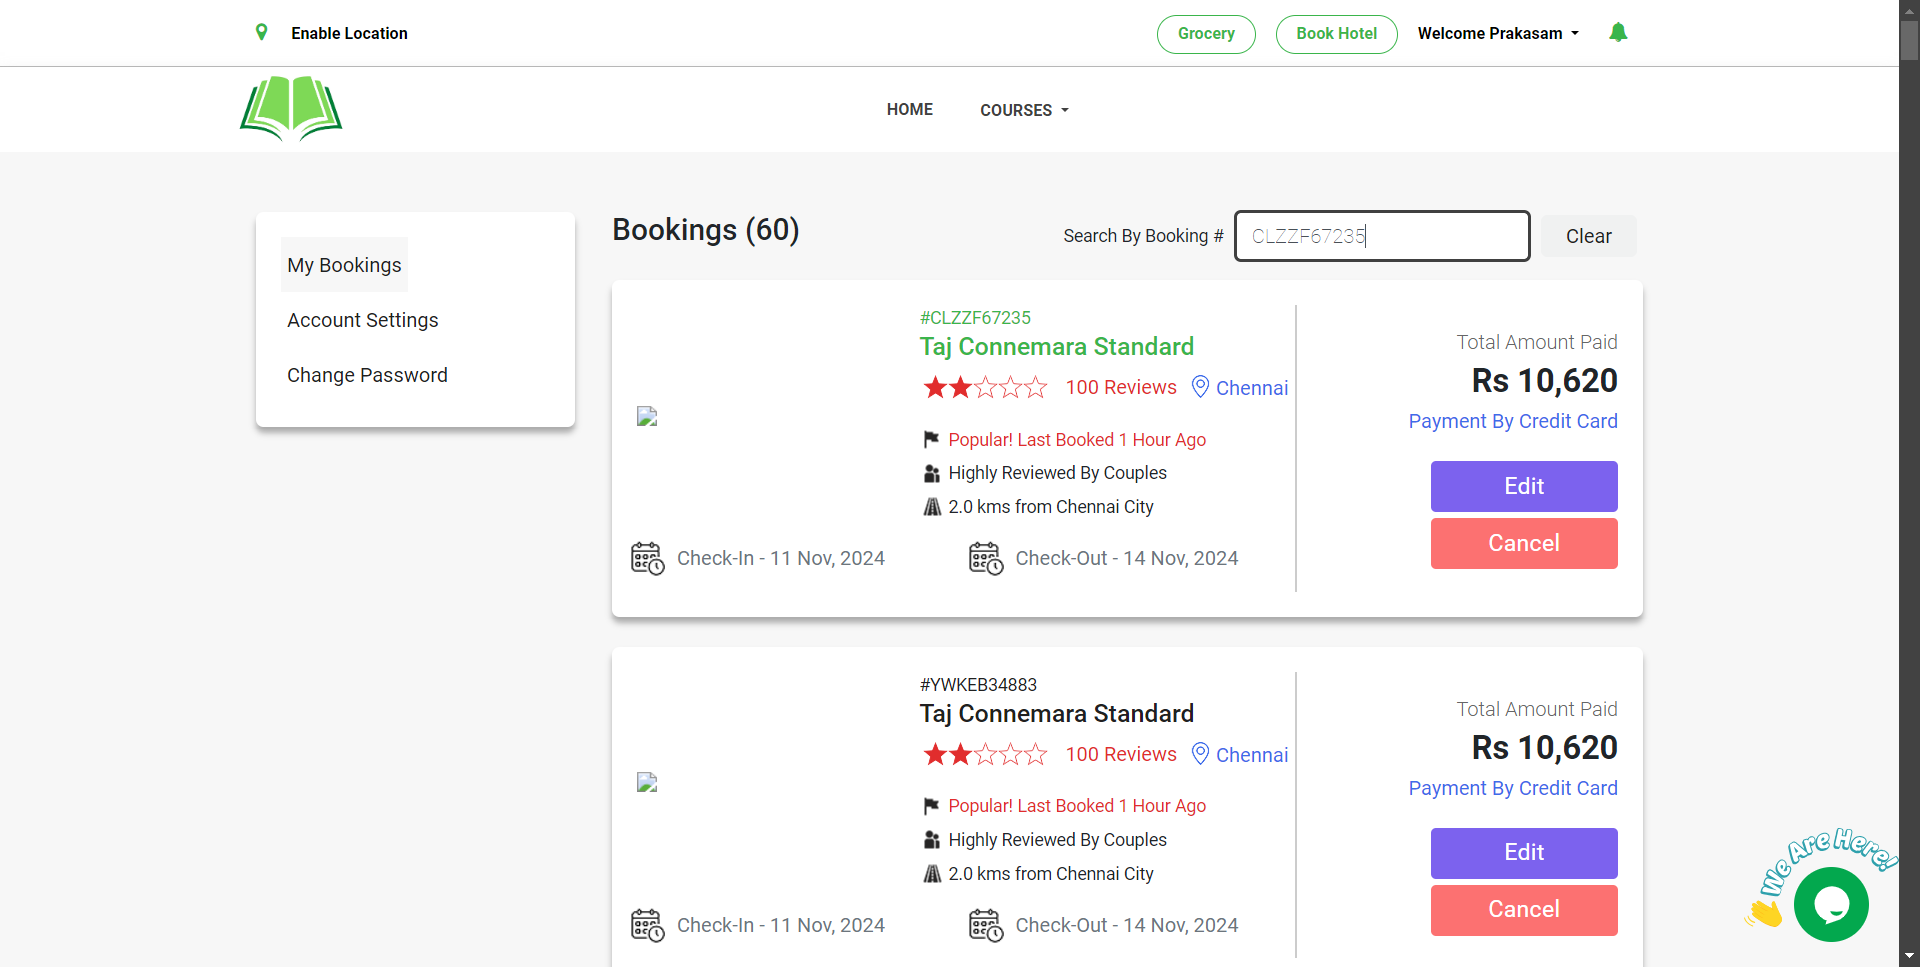 Enable Location
Grocery
Book Hotel
Welcome Prakasam
HOME
COURSES
My Bookings
Account Settings
Change Password
Bookings (60)
Search By Booking #
CLZZF67235
Clear
#CLZZF67235
Taj Connemara Standard
100 Reviews
Chennai
Popular! Last Booked 1 Hour Ago
Highly Reviewed By Couples
2.0 kms from Chennai City
Check-In - 11 Nov, 2024
Check-Out - 14 Nov, 2024
Total Amount Paid
Rs 10,620
Payment By Credit Card
Edit
Cancel
#YWKEB34883
Taj Connemara Standard
100 Reviews
Chennai
Popular! Last Booked 1 Hour Ago
Highly Reviewed By Couples
2.0 kms from Chennai City
Check-In - 11 Nov, 2024
Check-Out - 14 Nov, 2024
Total Amount Paid
Rs 10,620
Payment By Credit Card
Edit
Cancel
We Are Here!